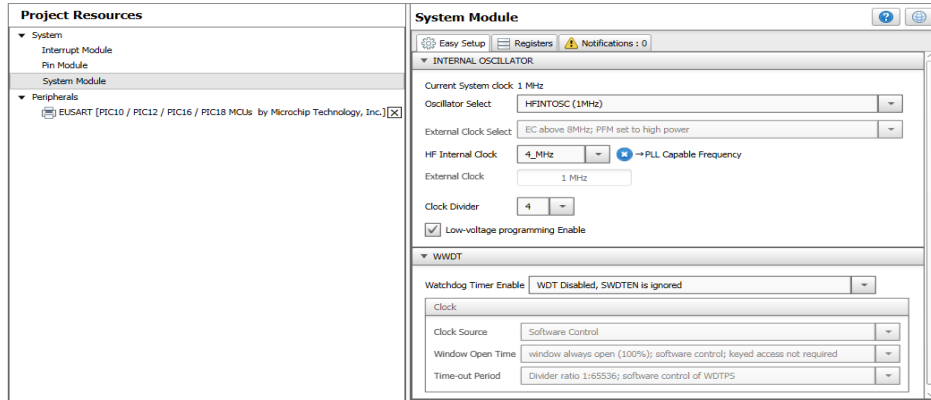 Project Resources
System
Interrupt Module
Pin Module
System Module
Peripherals
EUSART [PIC10 / PIC12 / PIC16 / PIC18 MCUs by Microchip Technology, Inc.]
System Module
Easy Setup
Registers
Notifications : 0
INTERNAL OSCILLATOR
Current System clock 1 MHz
Oscillator Select HFINTOSC (1MHz)
External Clock Select EC above 8MHz; PFM set to high power
HF Internal Clock 4_MHz →PLL Capable Frequency
External Clock 1 MHz
Clock Divider 4
Low-voltage programming Enable
WWDT
Watchdog Timer Enable WDT Disabled, SWDTEN is ignored
Clock
Clock Source Software Control
Window Open Time window always open (100%); software control; keyed access not required
Time-out Period Divider ratio 1:65536; software control of WDTPS